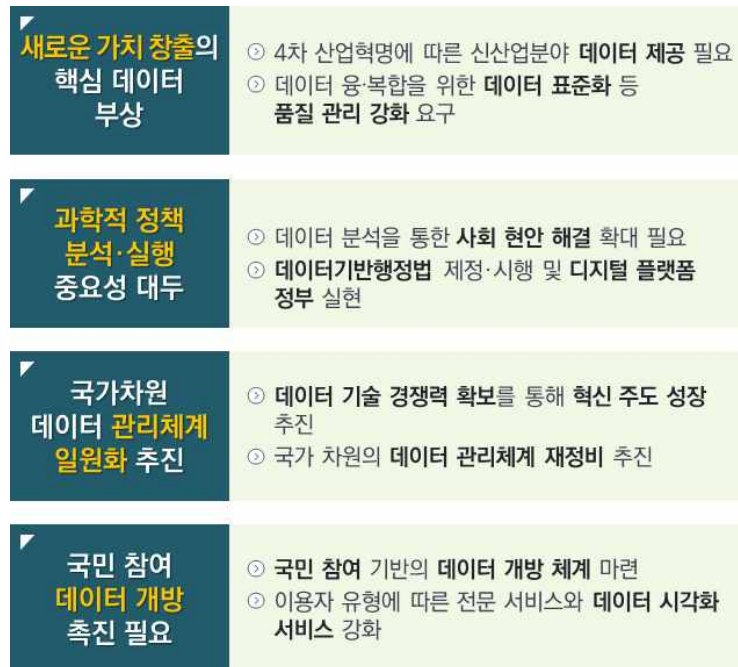 새로운 가치 창출의
핵심 데이터
부상
⊙ 4차 산업혁명에 따른 신산업분야 데이터 제공 필요
⊙ 데이터 융·복합을 위한 데이터 표준화 등
품질 관리 강화 요구
과학적 정책
분석·실행
중요성 대두
⊙ 데이터 분석을 통한 사회 현안 해결 확대 필요
⊙ 데이터기반행정법 제정·시행 및 디지털 플랫폼
정부 실현
국가차원
데이터 관리체계
일원화 추진
⊙ 데이터 기술 경쟁력 확보를 통해 혁신 주도 성장
추진
⊙ 국가 차원의 데이터 관리체계 재정비 추진
국민 참여
데이터 개방
촉진 필요
⊙ 국민 참여 기반의 데이터 개방 체계 마련
⊙ 이용자 유형에 따른 전문 서비스와 데이터 시각화
서비스 강화